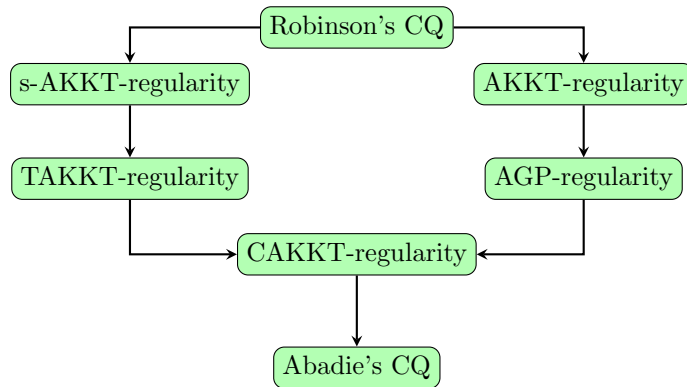 Robinson's CQ
s-AKKT-regularity
AKKT-regularity
TAKKT-regularity
AGP-regularity
CAKKT-regularity
Abadie's CQ